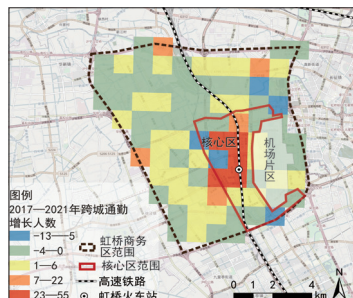 核心区
机场片区
图例
2017—2021年跨城通勤
增长人数
-13—-5
-4—0
1—6
7—22
23—55
虹桥商务
区范围
核心区范围
高速铁路
虹桥火车站
0 1 2 4
km